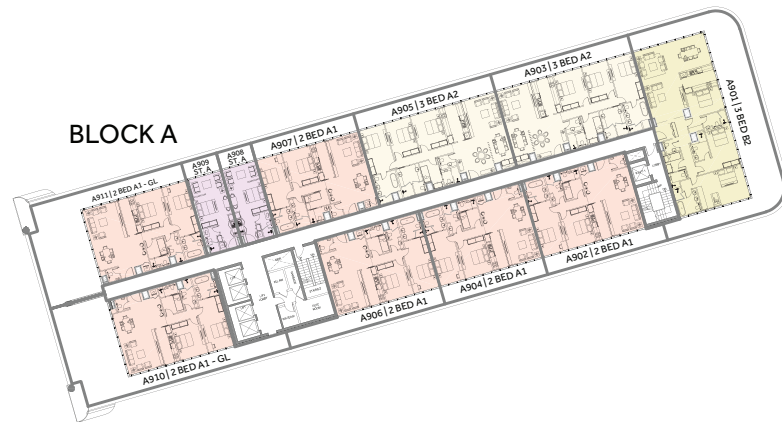 BLOCK A
A911 | 2 BED A1 - GL
A909
ST. A
A908
ST. A
A907 | 2 BED A1
A905 | 3 BED A2
A903 | 3 BED A2
A901 | 3 BED B2
A910 | 2 BED A1 - GL
A906 | 2 BED A1
A904 | 2 BED A1
A902 | 2 BED A1